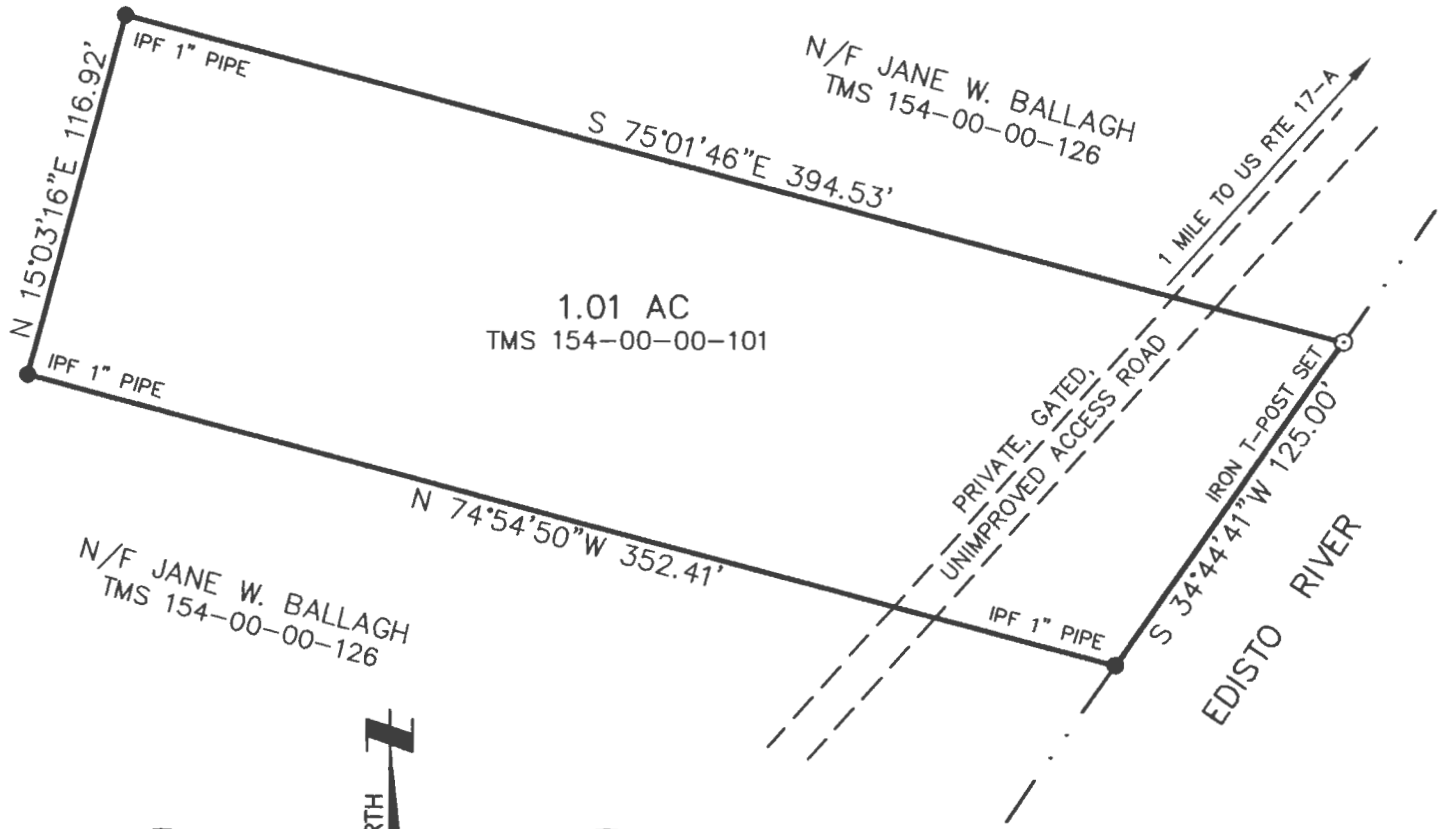 IPF 1" PIPE
N/F JANE W. BALLAGH
TMS 154-00-00-126
1 MILE TO US RTE 17-A
S 75°01'46"E 394.53'
N 15°03'16"E 116.92'
1.01 AC
TMS 154-00-00-101
IPF 1" PIPE
PRIVATE, GATED,
UNIMPROVED ACCESS ROAD
IRON T-POST SET
S 34°44'41"W 125.00'
N 74°54'50"W 352.41'
IPF 1" PIPE
EDISTO RIVER
N/F JANE W. BALLAGH
TMS 154-00-00-126
RTH